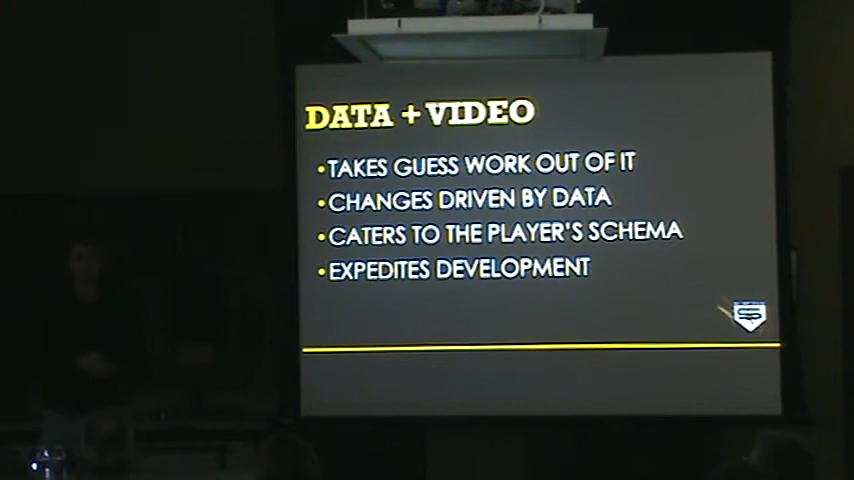 DATA + VIDEO
• TAKES GUESS WORK OUT OF IT
• CHANGES DRIVEN BY DATA
• CATERS TO THE PLAYER'S SCHEMA
• EXPEDITES DEVELOPMENT